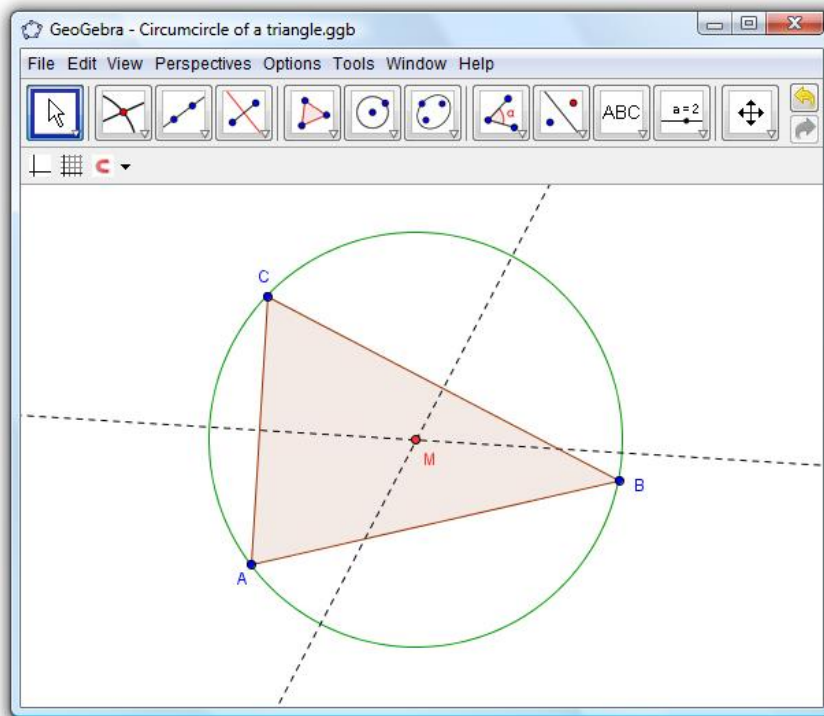 GeoGebra - Circumcircle of a triangle.ggb
File Edit View Perspectives Options Tools Window Help
α ABC a=2
C
M
B
A